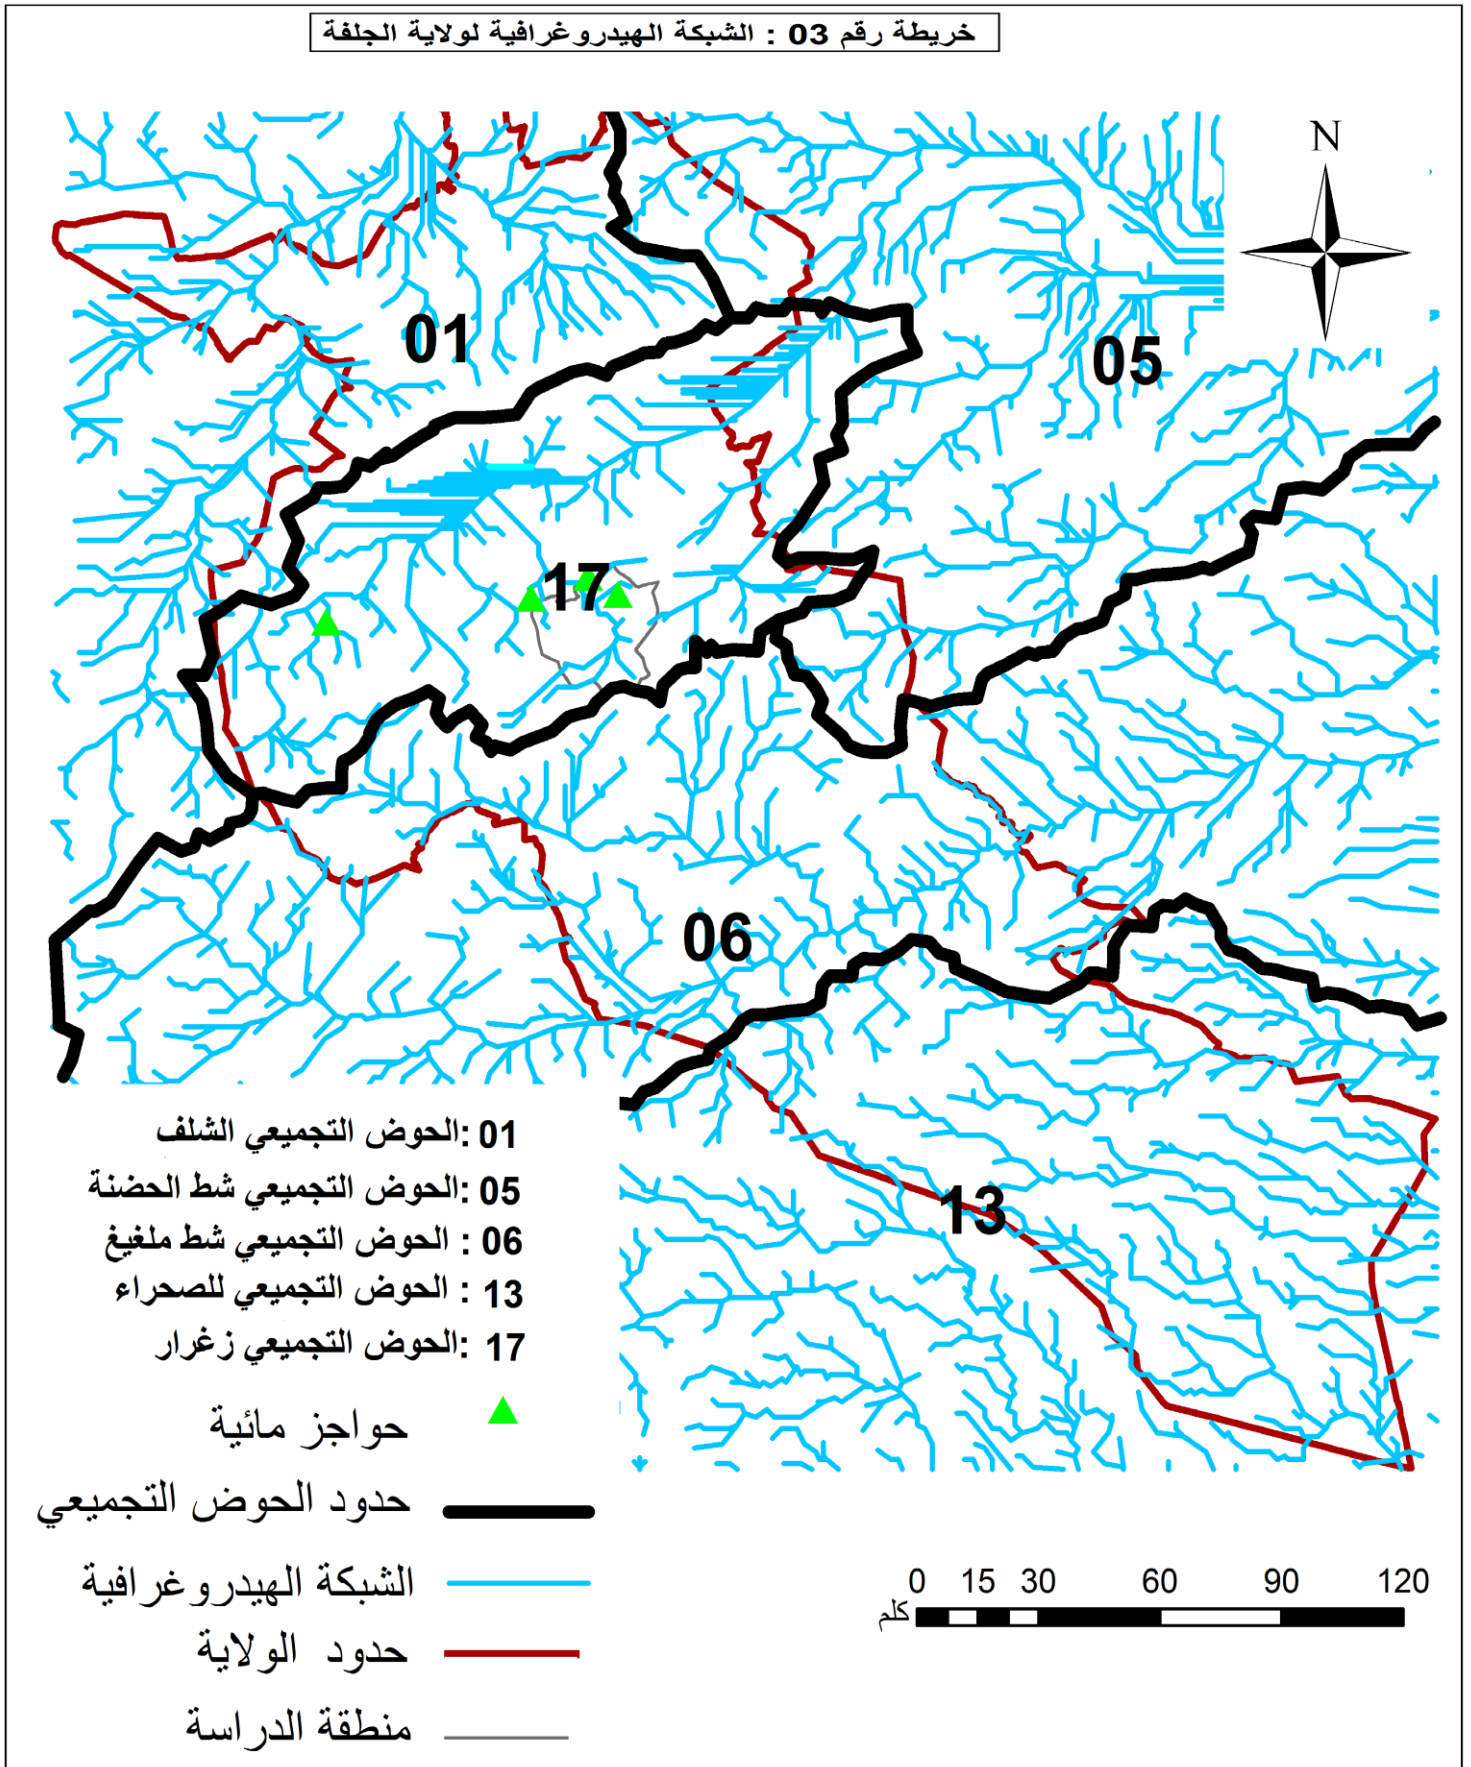 خريطة رقم 03 : الشبكة الهيدروغرافية لولاية الجلفة
N
01
05
17
06
13
01 :الحوض التجميعي الشلف
05 :الحوض التجميعي شط الحضنة
06 : الحوض التجميعي شط ملغيغ
13 : الحوض التجميعي للصحراء
17 :الحوض التجميعي زغرار
حواجز مائية
حدود الحوض التجميعي
الشبكة الهيدروغرافية
حدود الولاية
منطقة الدراسة
0 15 30 60 90 120
كلم